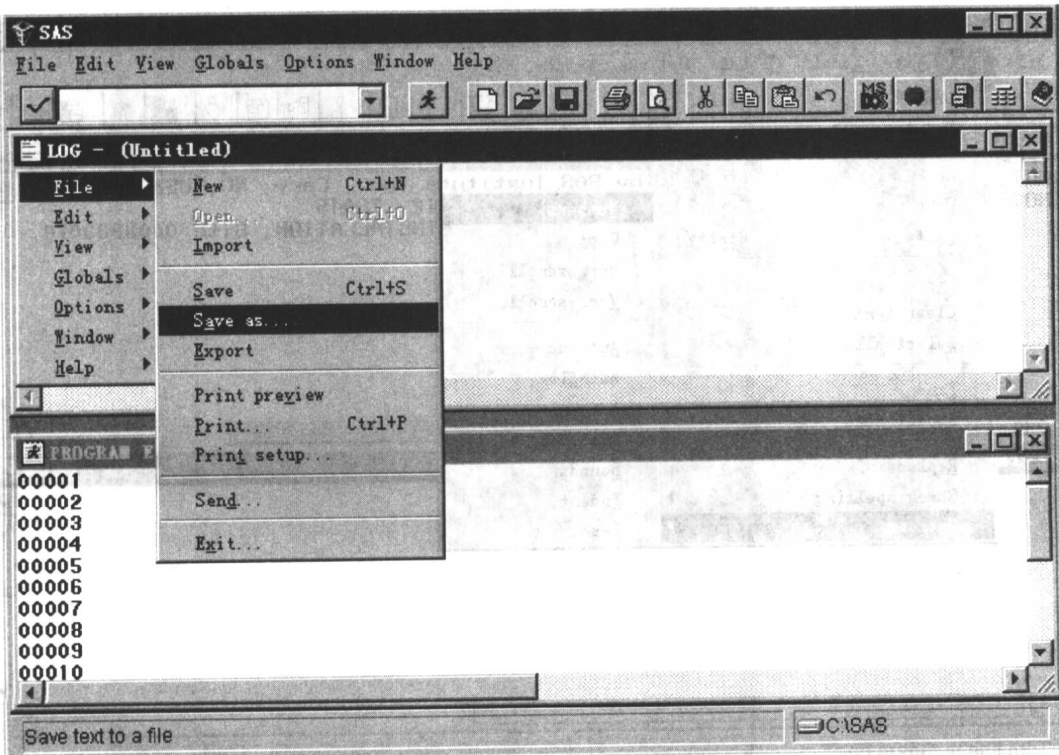 SAS
File Edit View Globals Options Window Help
MS DOS
LOG - (Untitled)
File
Edit
View
Globals
Options
Window
Help
New Ctrl+N
Open... Ctrl+O
Import
Save Ctrl+S
Save as...
Export
Print preview
Print... Ctrl+P
Print setup...
Send...
Exit...
PROGRAM E
00001
00002
00003
00004
00005
00006
00007
00008
00009
00010
Save text to a file
C:\SAS